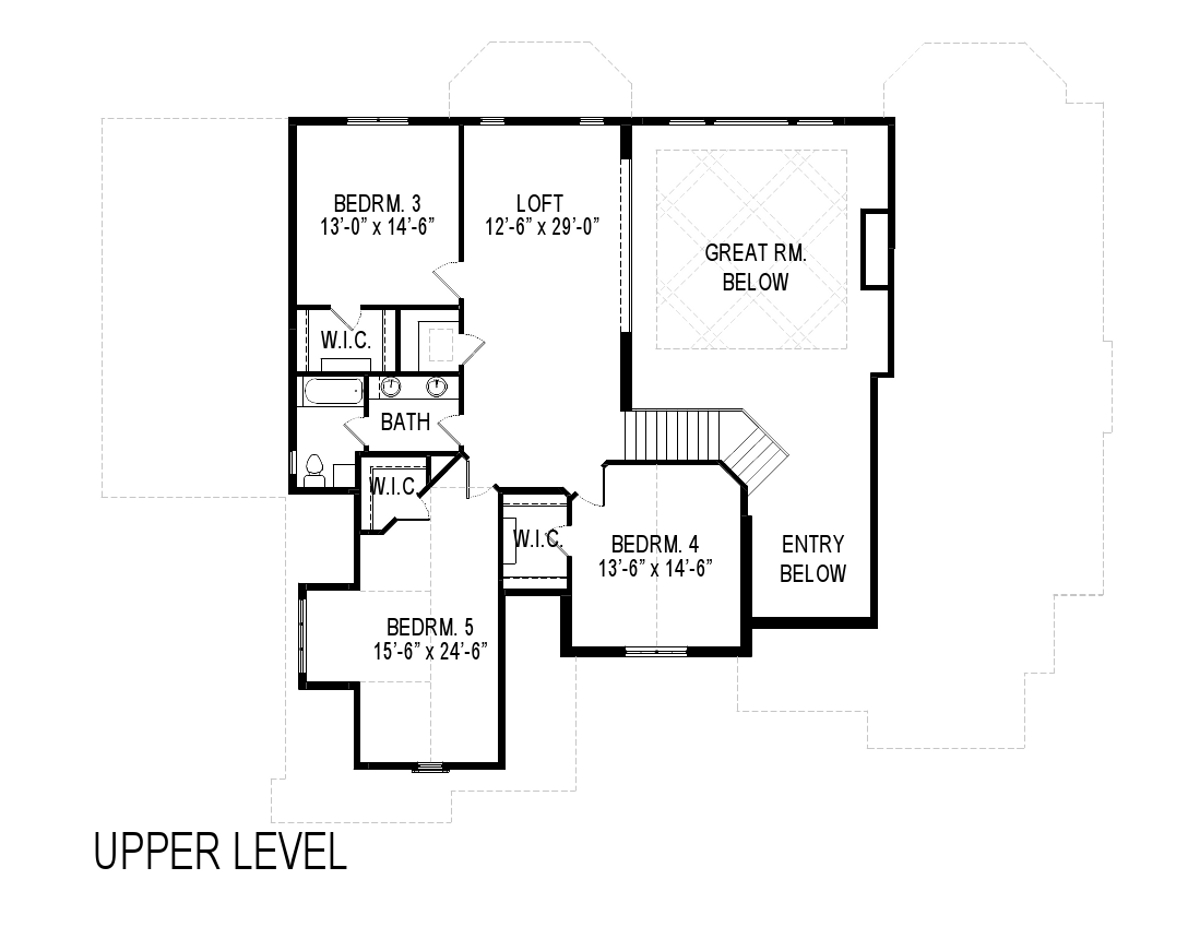 BEDRM. 3
13'-0" x 14'-6"
LOFT
12'-6" x 29'-0"
GREAT RM.
BELOW
W.I.C.
BATH
W.I.C.
W.I.C.
BEDRM. 4
13'-6" x 14'-6"
ENTRY
BELOW
BEDRM. 5
15'-6" x 24'-6"
UPPER LEVEL